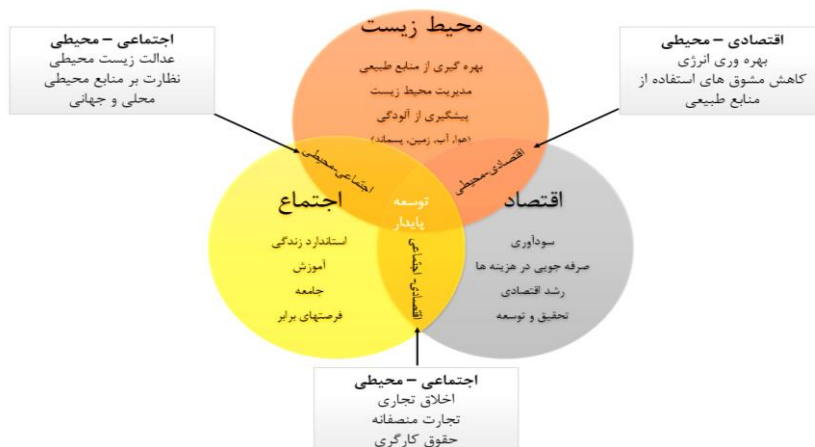 محیط زیست
بهره گیری از منابع طبیعی
مدیریت محیط زیست
پیشگیری از آلودگی
(هوا، آب، زمین، پسماند)
اقتصادی – محیطی
بهره وری انرژی
کاهش مشوق های استفاده از
منابع طبیعی
اجتماعی – محیطی
عدالت زیست محیطی
نظارت بر منابع محیطی
محلی و جهانی
اقتصادی-محیطی
اجتماعی-محیطی
توسعه
پایدار
اقتصاد
سودآوری
صرفه جویی در هزینه ها
رشد اقتصادی
تحقیق و توسعه
اجتماع
استاندارد زندگی
آموزش
جامعه
فرصتهای برابر
اقتصادی- اجتماعی
اجتماعی – محیطی
اخلاق تجاری
تجارت منصفانه
حقوق کارگری